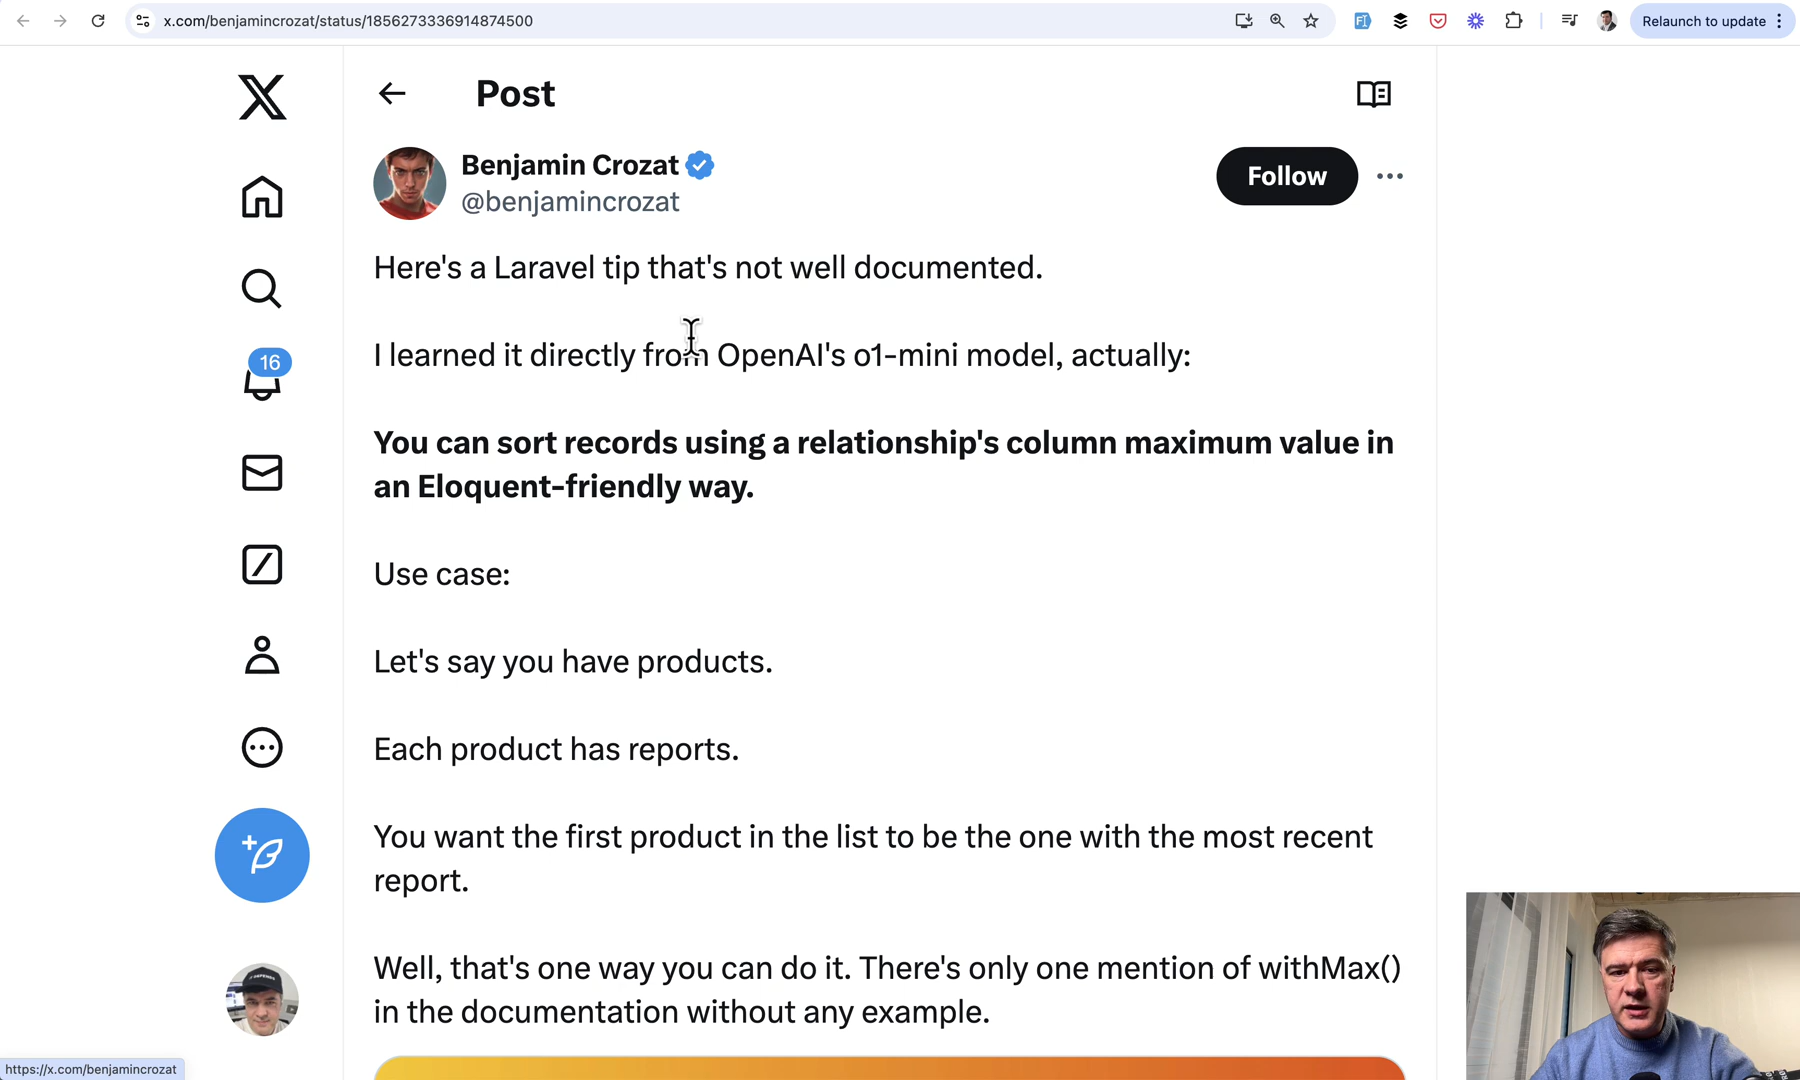 x.com/benjamincrozat/status/1856273336914874500
Relaunch to update
Post
Benjamin Crozat
@benjamincrozat
Follow
16
Here's a Laravel tip that's not well documented.
I learned it directly from OpenAI's o1-mini model, actually:
You can sort records using a relationship's column maximum value in
an Eloquent-friendly way.
Use case:
Let's say you have products.
Each product has reports.
You want the first product in the list to be the one with the most recent
report.
Well, that's one way you can do it. There's only one mention of withMax()
in the documentation without any example.
https://x.com/benjamincrozat